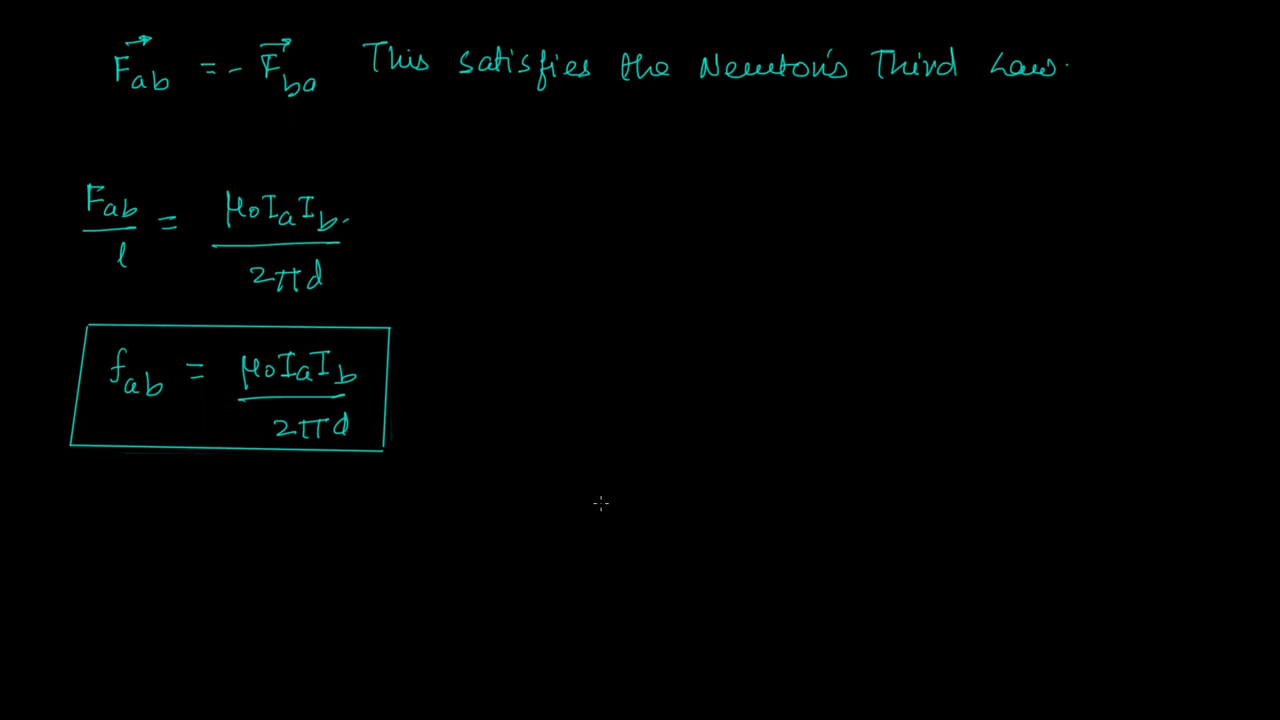 F⃗ab = - F⃗ba This satisfies the Newton's Third Law.
Fab/l = μ0IaIb/2πd
fab = μ0IaIb/2πd